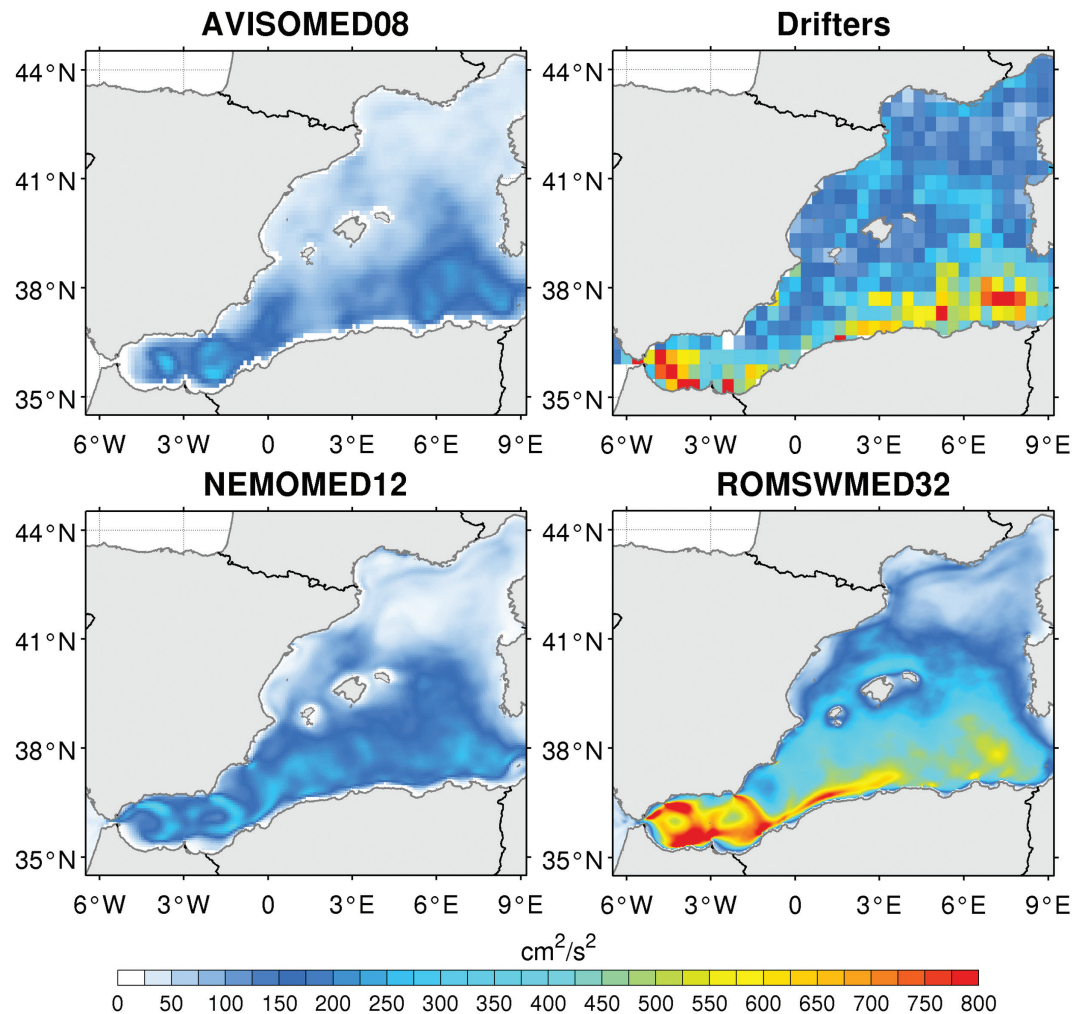 AVISOMED08 Drifters
44°N 44°N
41°N 41°N
38°N 38°N
35°N 35°N
6°W 3°W 0 3°E 6°E 9°E 6°W 3°W 0 3°E 6°E 9°E
NEMOMED12 ROMSWMED32
44°N 44°N
41°N 41°N
38°N 38°N
35°N 35°N
6°W 3°W 0 3°E 6°E 9°E 6°W 3°W 0 3°E 6°E 9°E
cm²/s²
0 50 100 150 200 250 300 350 400 450 500 550 600 650 700 750 800